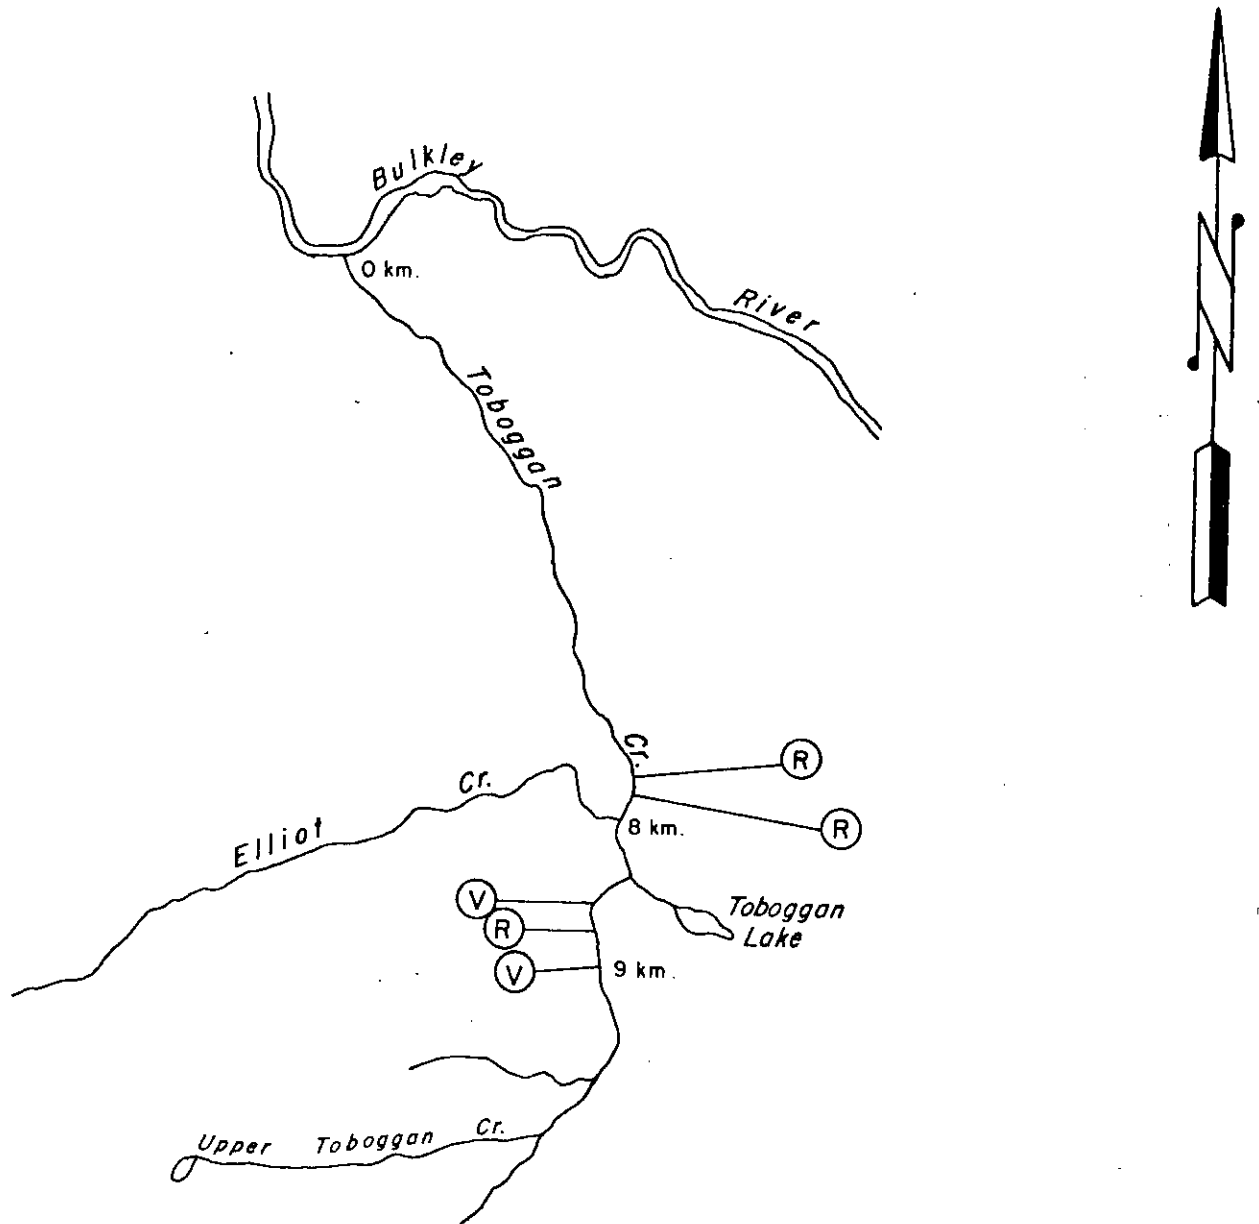 Bulkley
River
N
0 km.
Toboggan
Cr.
R
R
Elliot Cr.
8 km.
V
R
V
Toboggan
Lake
9 km.
Upper Toboggan Cr.